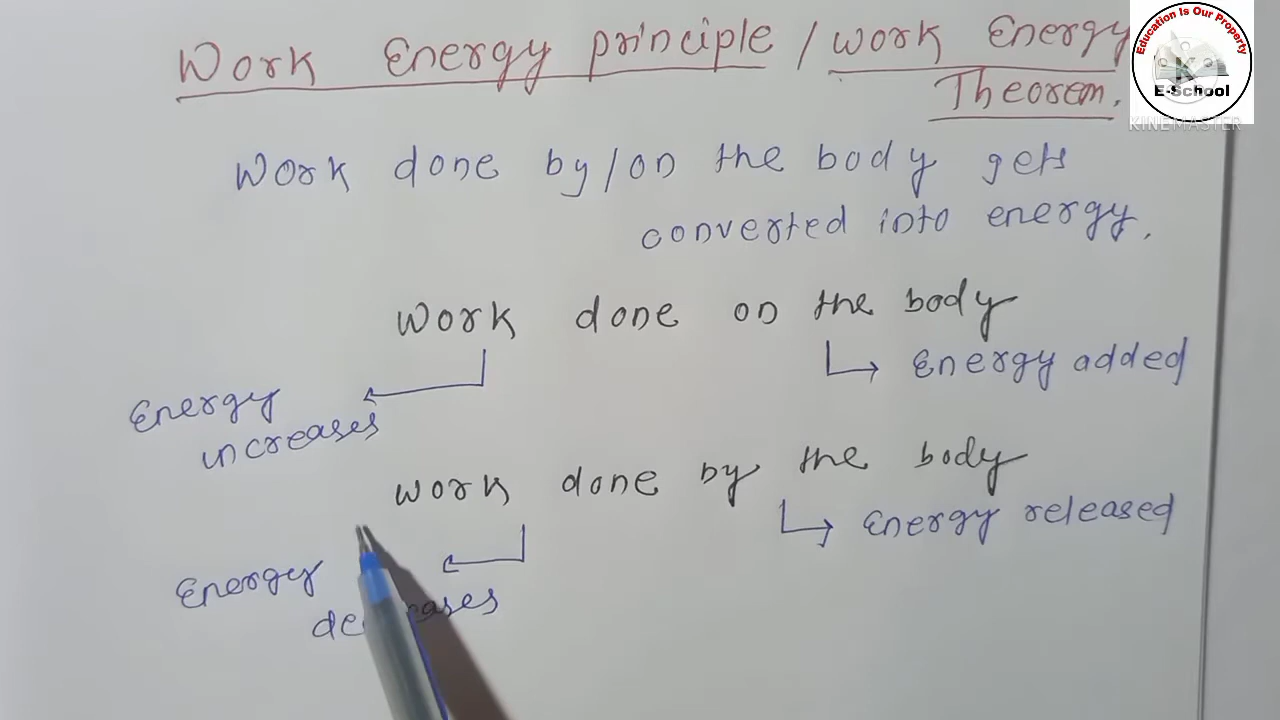 Work Energy principle / work Energy
Theorem.
Education Is Our Property
K
E-School
KINEMASTER
Work done by/on the body gets
converted into energy.
Work done on the body
Energy added
Energy
increases
Work done by the body
Energy released
Energy